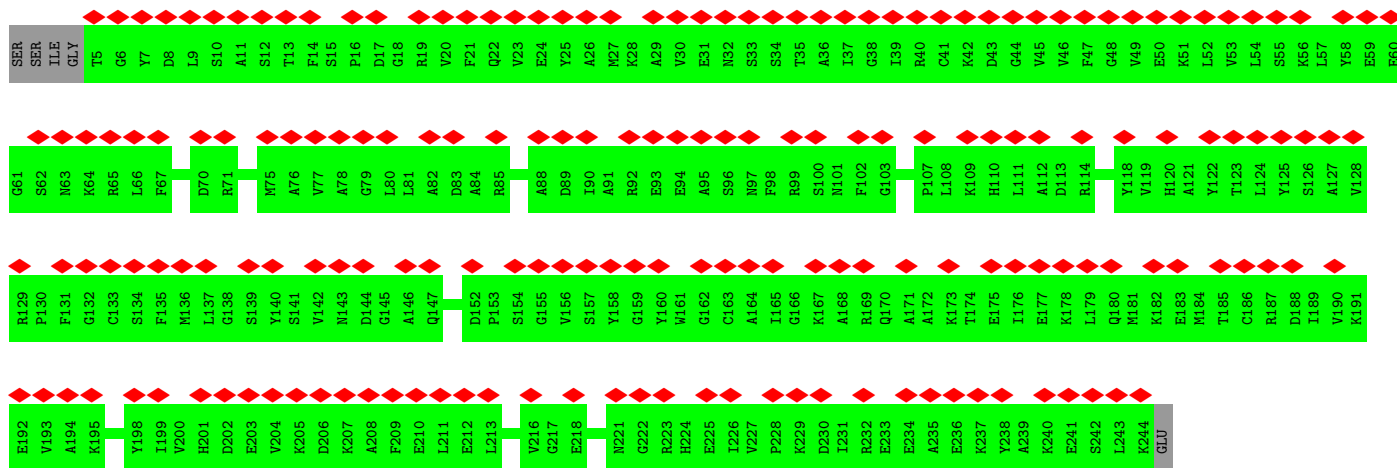 SER SER ILE GLY T5 G6 Y7 D8 L9 S10 A11 S12 T13 F14 S15 P16 D17 G18 R19 V20 F21 Q22 V23 E24 Y25 A26 M27 K28 A29 V30 E31 N32 S33 S34 T35 A36 I37 G38 I39 R40 C41 K42 D43 G44 V45 V46 F47 G48 V49 E50 K51 L52 V53 L54 S55 K56 L57 Y58 E59 E60
G61 S62 N63 K64 R65 L66 F67 D70 R71 M75 A76 V77 A78 G79 L80 L81 A82 D83 A84 R85 A88 D89 I90 A91 R92 E93 E94 A95 S96 N97 F98 R99 S100 N101 F102 G103 P107 L108 K109 H110 L111 A112 D113 R114 Y118 V119 H120 A121 Y122 T123 L124 Y125 S126 A127 V128
R129 P130 F131 G132 C133 S134 F135 M136 L137 G138 S139 Y140 S141 V142 N143 D144 G145 A146 Q147 D152 P153 S154 G155 V156 S157 Y158 G159 Y160 W161 G162 C163 A164 I165 G166 K167 A168 R169 Q170 A171 A172 K173 T174 E175 I176 E177 K178 L179 Q180 M181 K182 E183 M184 T185 C186 R187 D188 I189 V190 K191
E192 V193 A194 K195 Y198 I199 V200 H201 D202 E203 V204 K205 D206 K207 A208 F209 E210 L211 E212 L213 V216 G217 E218 N221 G222 R223 H224 E225 I226 V227 P228 K229 D230 I231 R232 E233 E234 A235 E236 K237 Y238 A239 K240 E241 S242 L243 K244 GLU